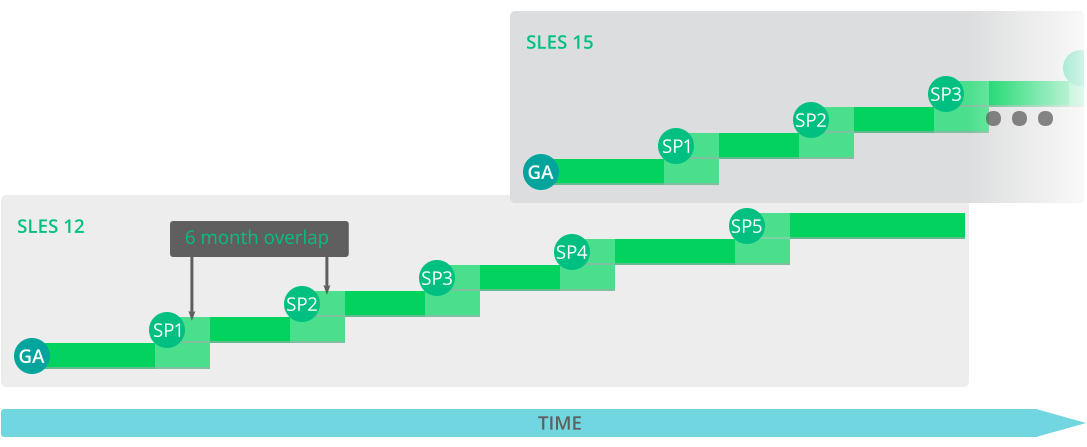 SLES 15
SP3
SP2
SP1
GA
SLES 12
6 month overlap
SP5
SP4
SP3
SP2
SP1
GA
TIME